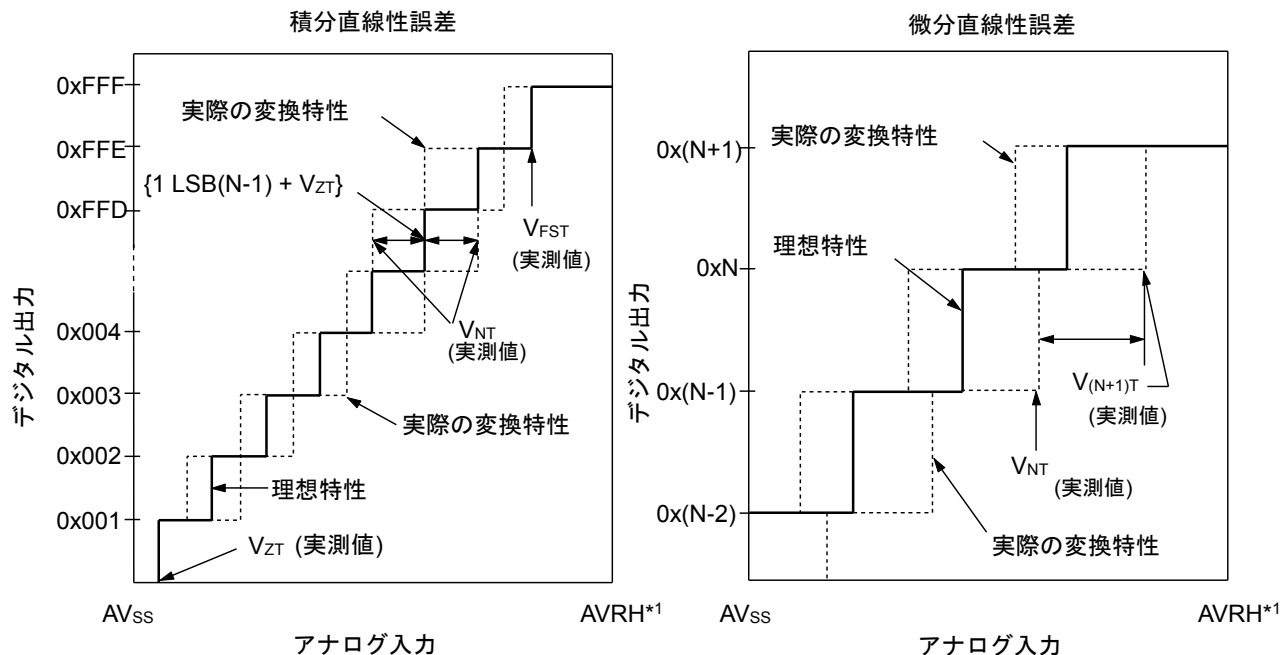 積分直線性誤差
0xFFF
実際の変換特性
0xFFE
{1 LSB(N-1) + VZT}
0xFFD
VFST
(実測値)
デジタル出力
0x004
VNT
(実測値)
0x003
実際の変換特性
0x002
理想特性
0x001
VZT (実測値)
AVSS
AVRH*1
アナログ入力
微分直線性誤差
実際の変換特性
0x(N+1)
理想特性
0xN
デジタル出力
V(N+1)T
(実測値)
0x(N-1)
VNT
(実測値)
0x(N-2)
実際の変換特性
AVSS
AVRH*1
アナログ入力